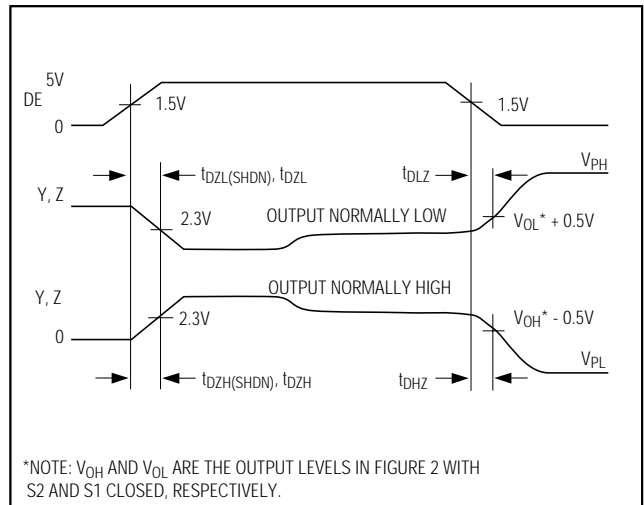 5V
DE
1.5V
1.5V
0
tDZL(SHDN), tDZL
tDLZ
VPH
Y, Z
2.3V
OUTPUT NORMALLY LOW
VOL* + 0.5V
OUTPUT NORMALLY HIGH
Y, Z
2.3V
VOH* - 0.5V
0
VPL
tDZH(SHDN), tDZH
tDHZ
*NOTE: VOH AND VOL ARE THE OUTPUT LEVELS IN FIGURE 2 WITH
S2 AND S1 CLOSED, RESPECTIVELY.